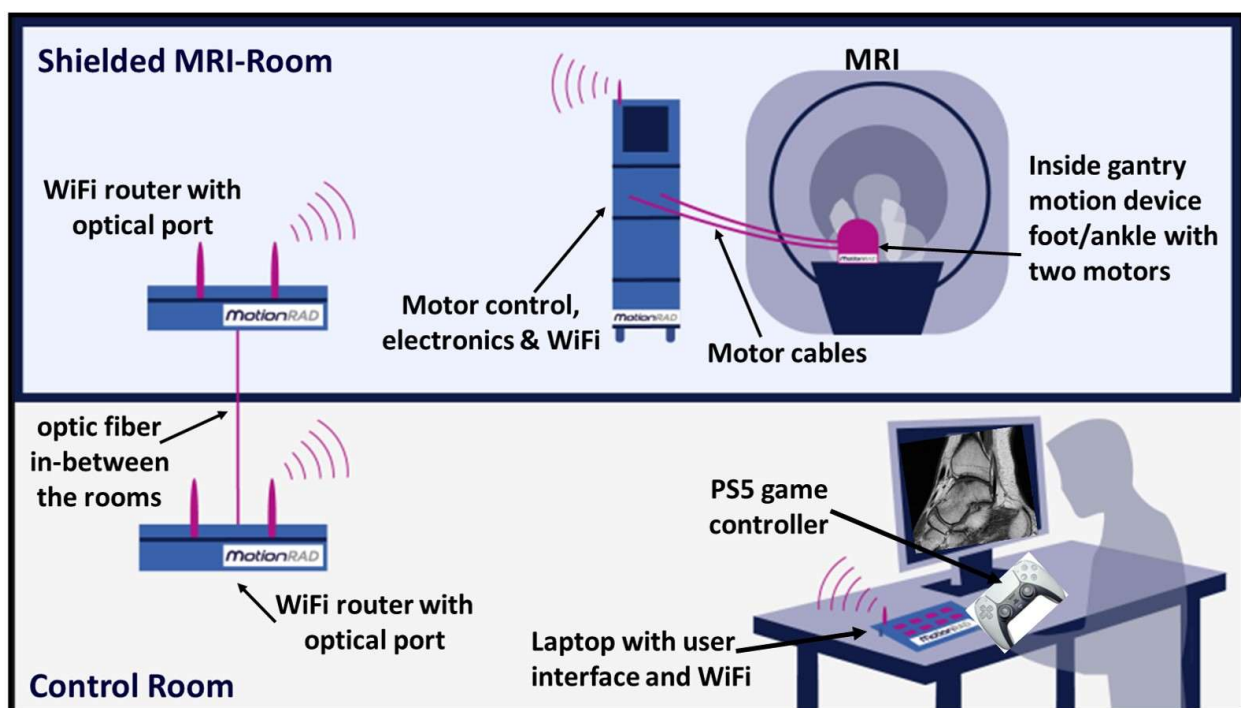 Shielded MRI-Room
MRI
WiFi router with
optical port
MotionRAD
Motor control,
electronics & WiFi
MotionRAD
Motor cables
MotionRAD
Inside gantry
motion device
foot/ankle with
two motors
optic fiber
in-between
the rooms
MotionRAD
WiFi router with
optical port
PS5 game
controller
MotionRAD
Laptop with user
interface and WiFi
Control Room